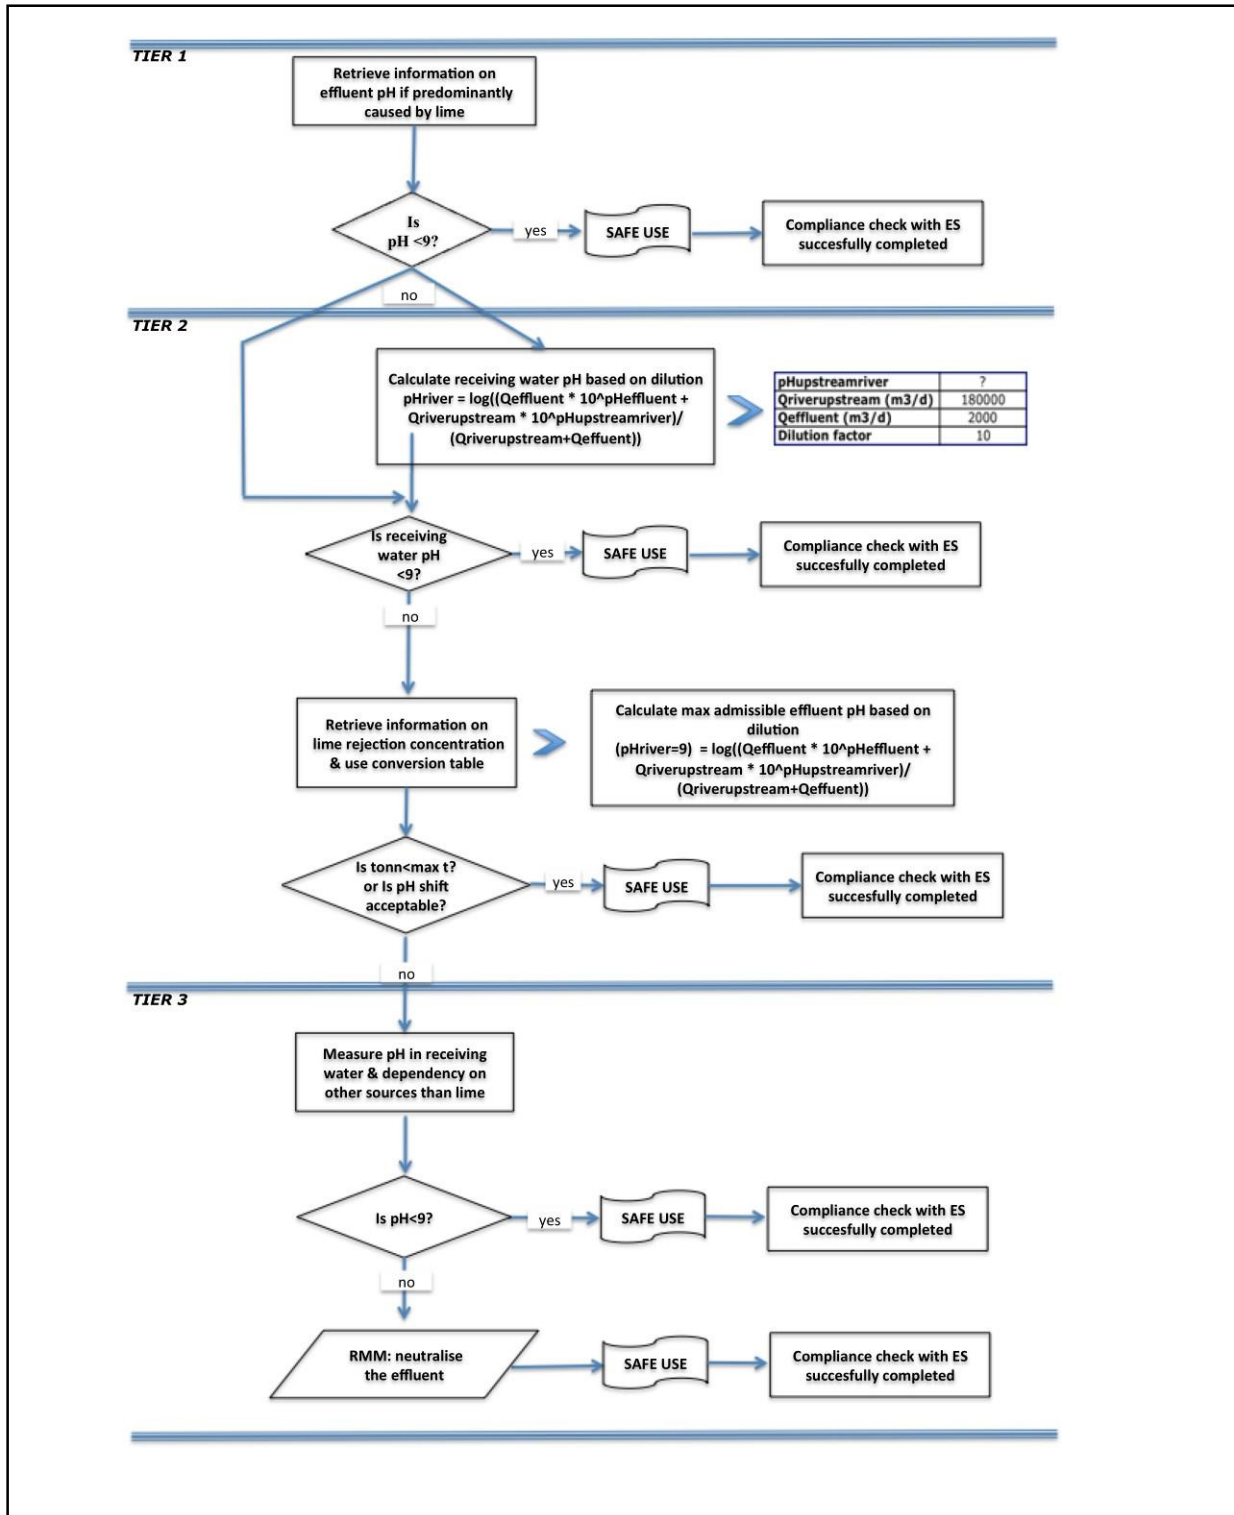 TIER 1
Retrieve information on
effluent pH if predominantly
caused by lime
Is
pH <9?
yes
SAFE USE
Compliance check with ES
succesfully completed
no
TIER 2
Calculate receiving water pH based on dilution
pHriver = log((Qeffluent * 10^pHeffluent +
Qriverupstream * 10^pHupstreamriver)/
(Qriverupstream+Qeffuent))
pHupstreamriver ?
Qriverupstream (m3/d) 180000
Qeffluent (m3/d) 2000
Dilution factor 10
Is receiving
water pH
<9?
yes
SAFE USE
Compliance check with ES
succesfully completed
no
Retrieve information on
lime rejection concentration
& use conversion table
Calculate max admissible effluent pH based on
dilution
(pHriver=9) = log((Qeffluent * 10^pHeffluent +
Qriverupstream * 10^pHupstreamriver)/
(Qriverupstream+Qeffuent))
Is tonn<max t?
or Is pH shift
acceptable?
yes
SAFE USE
Compliance check with ES
succesfully completed
no
TIER 3
Measure pH in receiving
water & dependency on
other sources than lime
Is pH<9?
yes
SAFE USE
Compliance check with ES
succesfully completed
no
RMM: neutralise
the effluent
SAFE USE
Compliance check with ES
succesfully completed